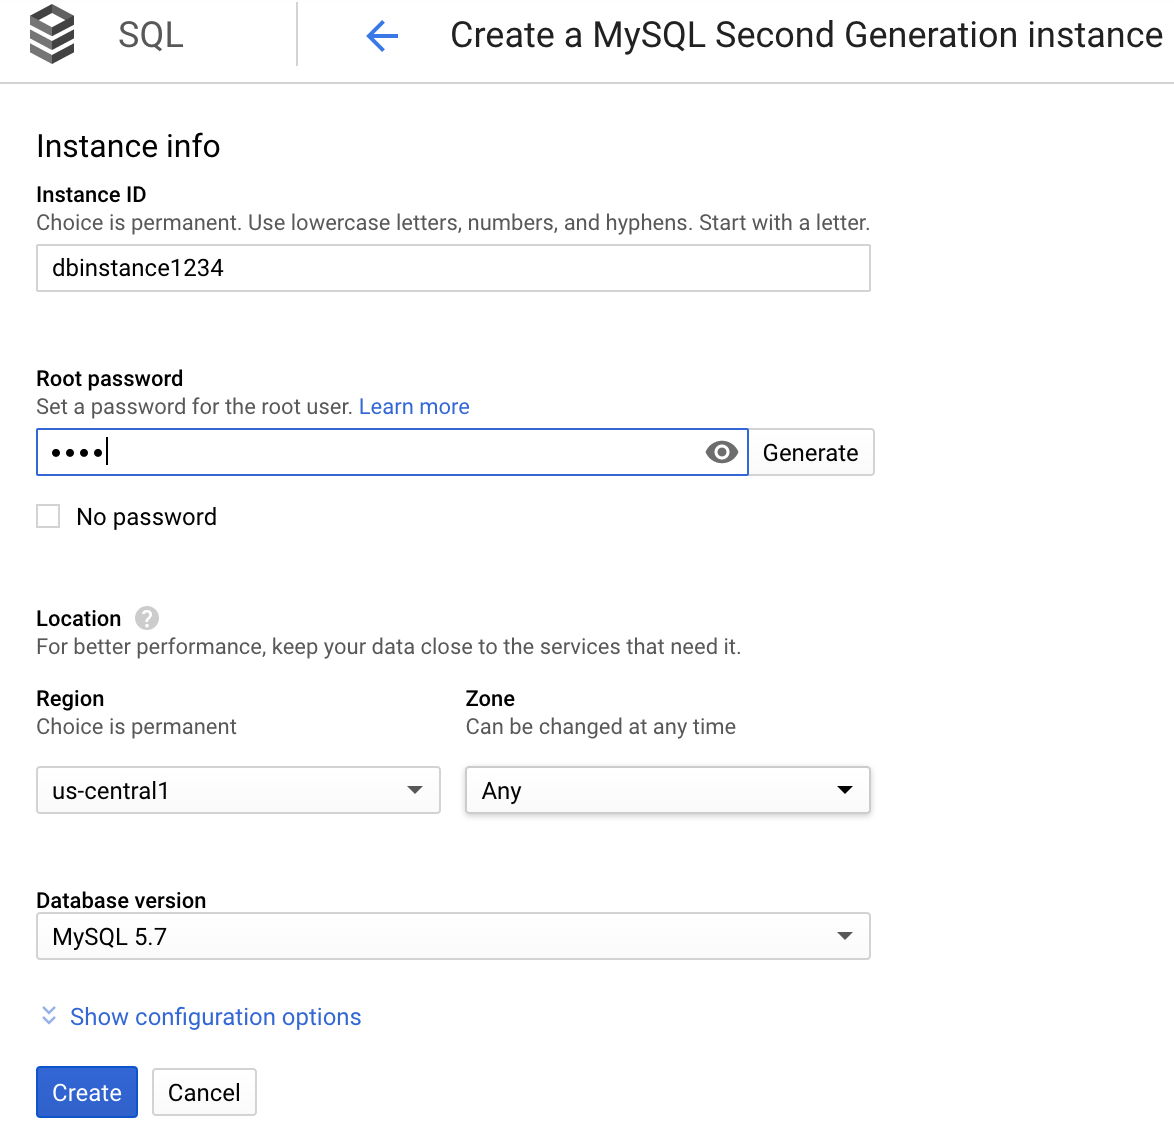 SQL
Create a MySQL Second Generation instance
Instance info
Instance ID
Choice is permanent. Use lowercase letters, numbers, and hyphens. Start with a letter.
dbinstance1234
Root password
Set a password for the root user. Learn more
••••
Generate
No password
Location ?
For better performance, keep your data close to the services that need it.
Region
Choice is permanent
Zone
Can be changed at any time
us-central1
Any
Database version
MySQL 5.7
Show configuration options
Create
Cancel